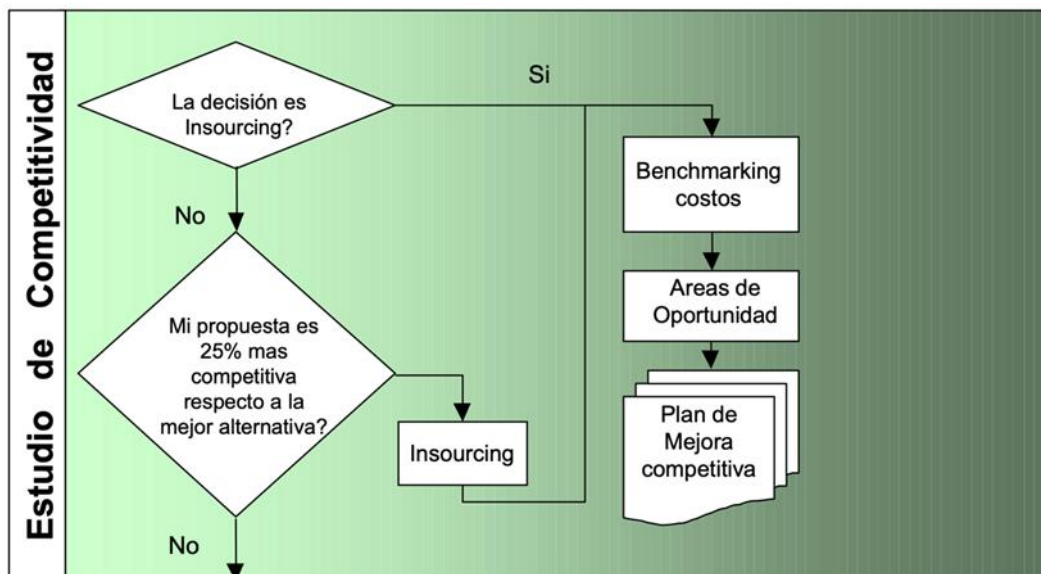 Estudio de Competitividad
La decisión es
Insourcing?
Si
No
Benchmarking
costos
Areas de
Oportunidad
Mi propuesta es
25% mas
competitiva
respecto a la
mejor alternativa?
Insourcing
Plan de
Mejora
competitiva
No